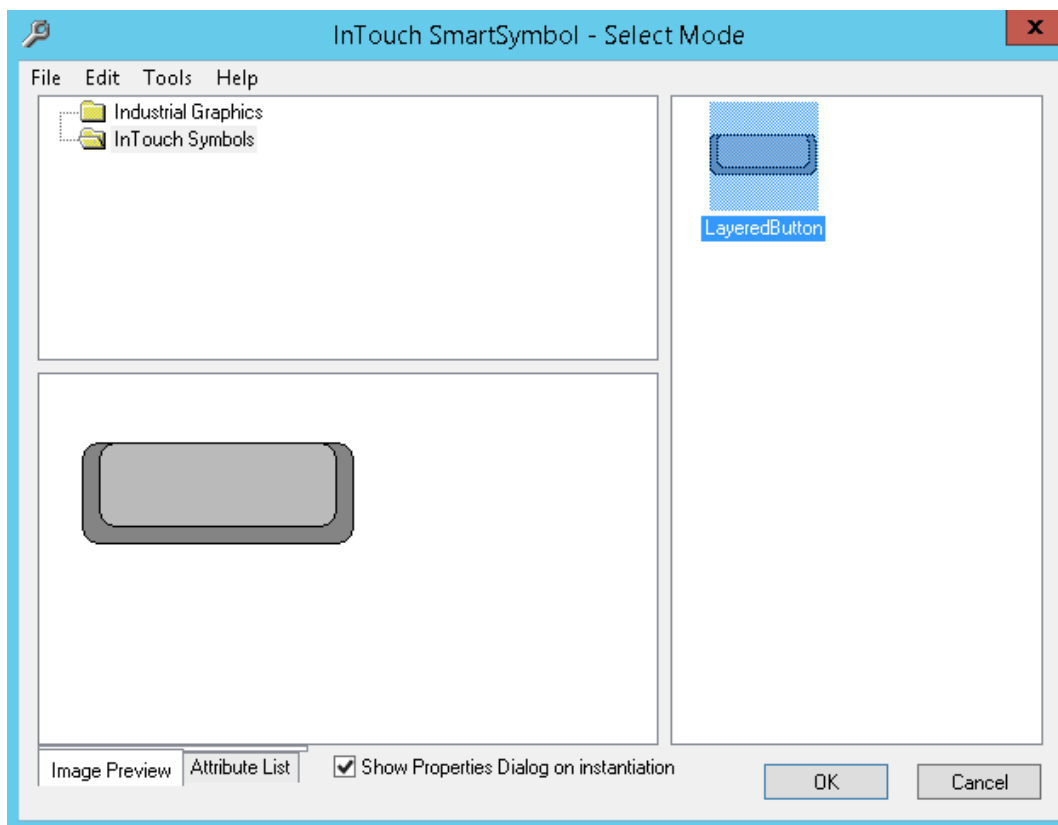 InTouch SmartSymbol - Select Mode
x
File Edit Tools Help
Industrial Graphics
InTouch Symbols
LayeredButton
Image Preview
Attribute List
Show Properties Dialog on instantiation
OK
Cancel